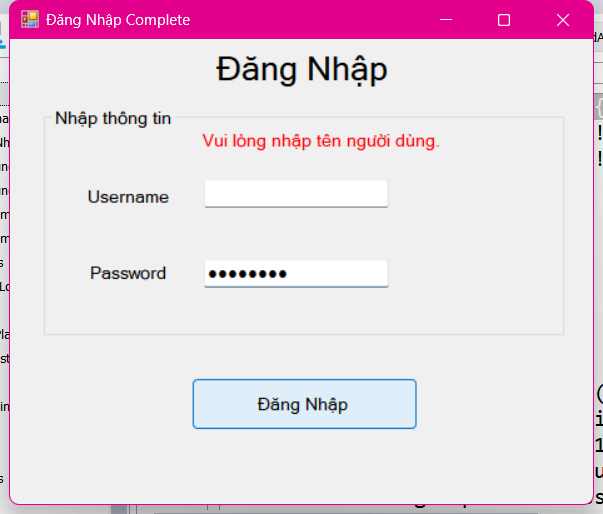 Đăng Nhập Complete
Đăng Nhập
Nhập thông tin
Vui lòng nhập tên người dùng.
Username
Password ••••••••
Đăng Nhập